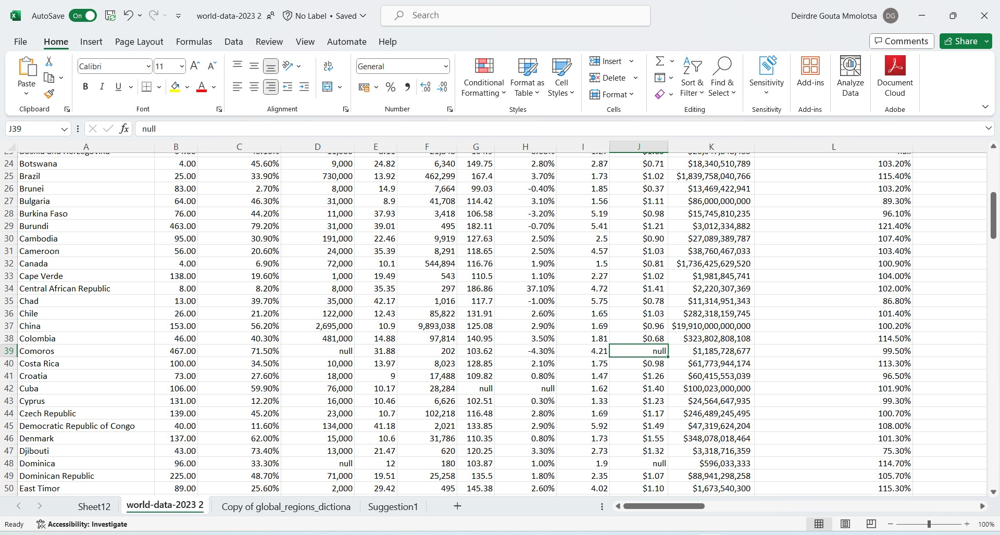 AutoSave On world-data-2023 2 No Label • Saved Search Deirdre Gouta Mmolotsa DG
File Home Insert Page Layout Formulas Data Review View Automate Help Comments Share
Calibri 11 General
Paste B I U ab c % Conditional Formatting Format as Table Cell Styles Insert Delete Format Sort & Filter Find & Select Sensitivity Add-ins Analyze Data Document Cloud
Clipboard Font Alignment Number Styles Cells Editing Sensitivity Add-ins Adobe
J39 fx null
A B C D E F G H I J K L
24 Botswana 4.00 45.60% 9,000 24.82 6,340 149.75 2.80% 2.87 $0.71 $18,340,510,789 103.20%
25 Brazil 25.00 33.90% 730,000 13.92 462,299 167.4 3.70% 1.73 $1.02 $1,839,758,040,766 115.40%
26 Brunei 83.00 2.70% 8,000 14.9 7,664 99.03 -0.40% 1.85 $0.37 $13,469,422,941 103.20%
27 Bulgaria 64.00 46.30% 31,000 8.9 41,708 114.42 3.10% 1.56 $1.11 $86,000,000,000 89.30%
28 Burkina Faso 76.00 44.20% 11,000 37.93 3,418 106.58 -3.20% 5.19 $0.98 $15,745,810,235 96.10%
29 Burundi 463.00 79.20% 31,000 39.01 495 182.11 -0.70% 5.41 $1.21 $3,012,334,882 121.40%
30 Cambodia 95.00 30.90% 191,000 22.46 9,919 127.63 2.50% 2.5 $0.90 $27,089,389,787 107.40%
31 Cameroon 56.00 20.60% 24,000 35.39 8,291 118.65 2.50% 4.57 $1.03 $38,760,467,033 103.40%
32 Canada 4.00 6.90% 72,000 10.1 544,894 116.76 1.90% 1.5 $0.81 $1,736,425,629,520 100.90%
33 Cape Verde 138.00 19.60% 1,000 19.49 543 110.5 1.10% 2.27 $1.02 $1,981,845,741 104.00%
34 Central African Republic 8.00 8.20% 8,000 35.35 297 186.86 37.10% 4.72 $1.41 $2,220,307,369 102.00%
35 Chad 13.00 39.70% 35,000 42.17 1,016 117.7 -1.00% 5.75 $0.78 $11,314,951,343 86.80%
36 Chile 26.00 21.20% 122,000 12.43 85,822 131.91 2.60% 1.65 $1.03 $282,318,159,745 101.40%
37 China 153.00 56.20% 2,695,000 10.9 9,893,038 125.08 2.90% 1.69 $0.96 $19,910,000,000,000 100.20%
38 Colombia 46.00 40.30% 481,000 14.88 97,814 140.95 3.50% 1.81 $0.68 $323,802,808,108 114.50%
39 Comoros 467.00 71.50% null 31.88 202 103.62 -4.30% 4.21 null $1,185,728,677 99.50%
40 Costa Rica 100.00 34.50% 10,000 13.97 8,023 128.85 2.10% 1.75 $0.98 $61,773,944,174 113.30%
41 Croatia 73.00 27.60% 18,000 9 17,488 109.82 0.80% 1.47 $1.26 $60,415,553,039 96.50%
42 Cuba 106.00 59.90% 76,000 10.17 28,284 null null 1.62 $1.40 $100,023,000,000 101.90%
43 Cyprus 131.00 12.20% 16,000 10.46 6,626 102.51 0.30% 1.33 $1.23 $24,564,647,935 99.30%
44 Czech Republic 139.00 45.20% 23,000 10.7 102,218 116.48 2.80% 1.69 $1.17 $246,489,245,495 100.70%
45 Democratic Republic of Congo 40.00 11.60% 134,000 41.18 2,021 133.85 2.90% 5.92 $1.49 $47,319,624,204 108.00%
46 Denmark 137.00 62.00% 15,000 10.6 31,786 110.35 0.80% 1.73 $1.55 $348,078,018,464 101.30%
47 Djibouti 43.00 73.40% 13,000 21.47 620 120.25 3.30% 2.73 $1.32 $3,318,716,359 75.30%
48 Dominica 96.00 33.30% null 12 180 103.87 1.00% 1.9 null $596,033,333 114.70%
49 Dominican Republic 225.00 48.70% 71,000 19.51 25,258 135.5 1.80% 2.35 $1.07 $88,941,298,258 105.70%
50 East Timor 89.00 25.60% 2,000 29.42 495 145.38 2.60% 4.02 $1.10 $1,673,540,300 115.30%
Sheet12 world-data-2023 2 Copy of global_regions_dictiona Suggestion1
Ready Accessibility: Investigate 100%